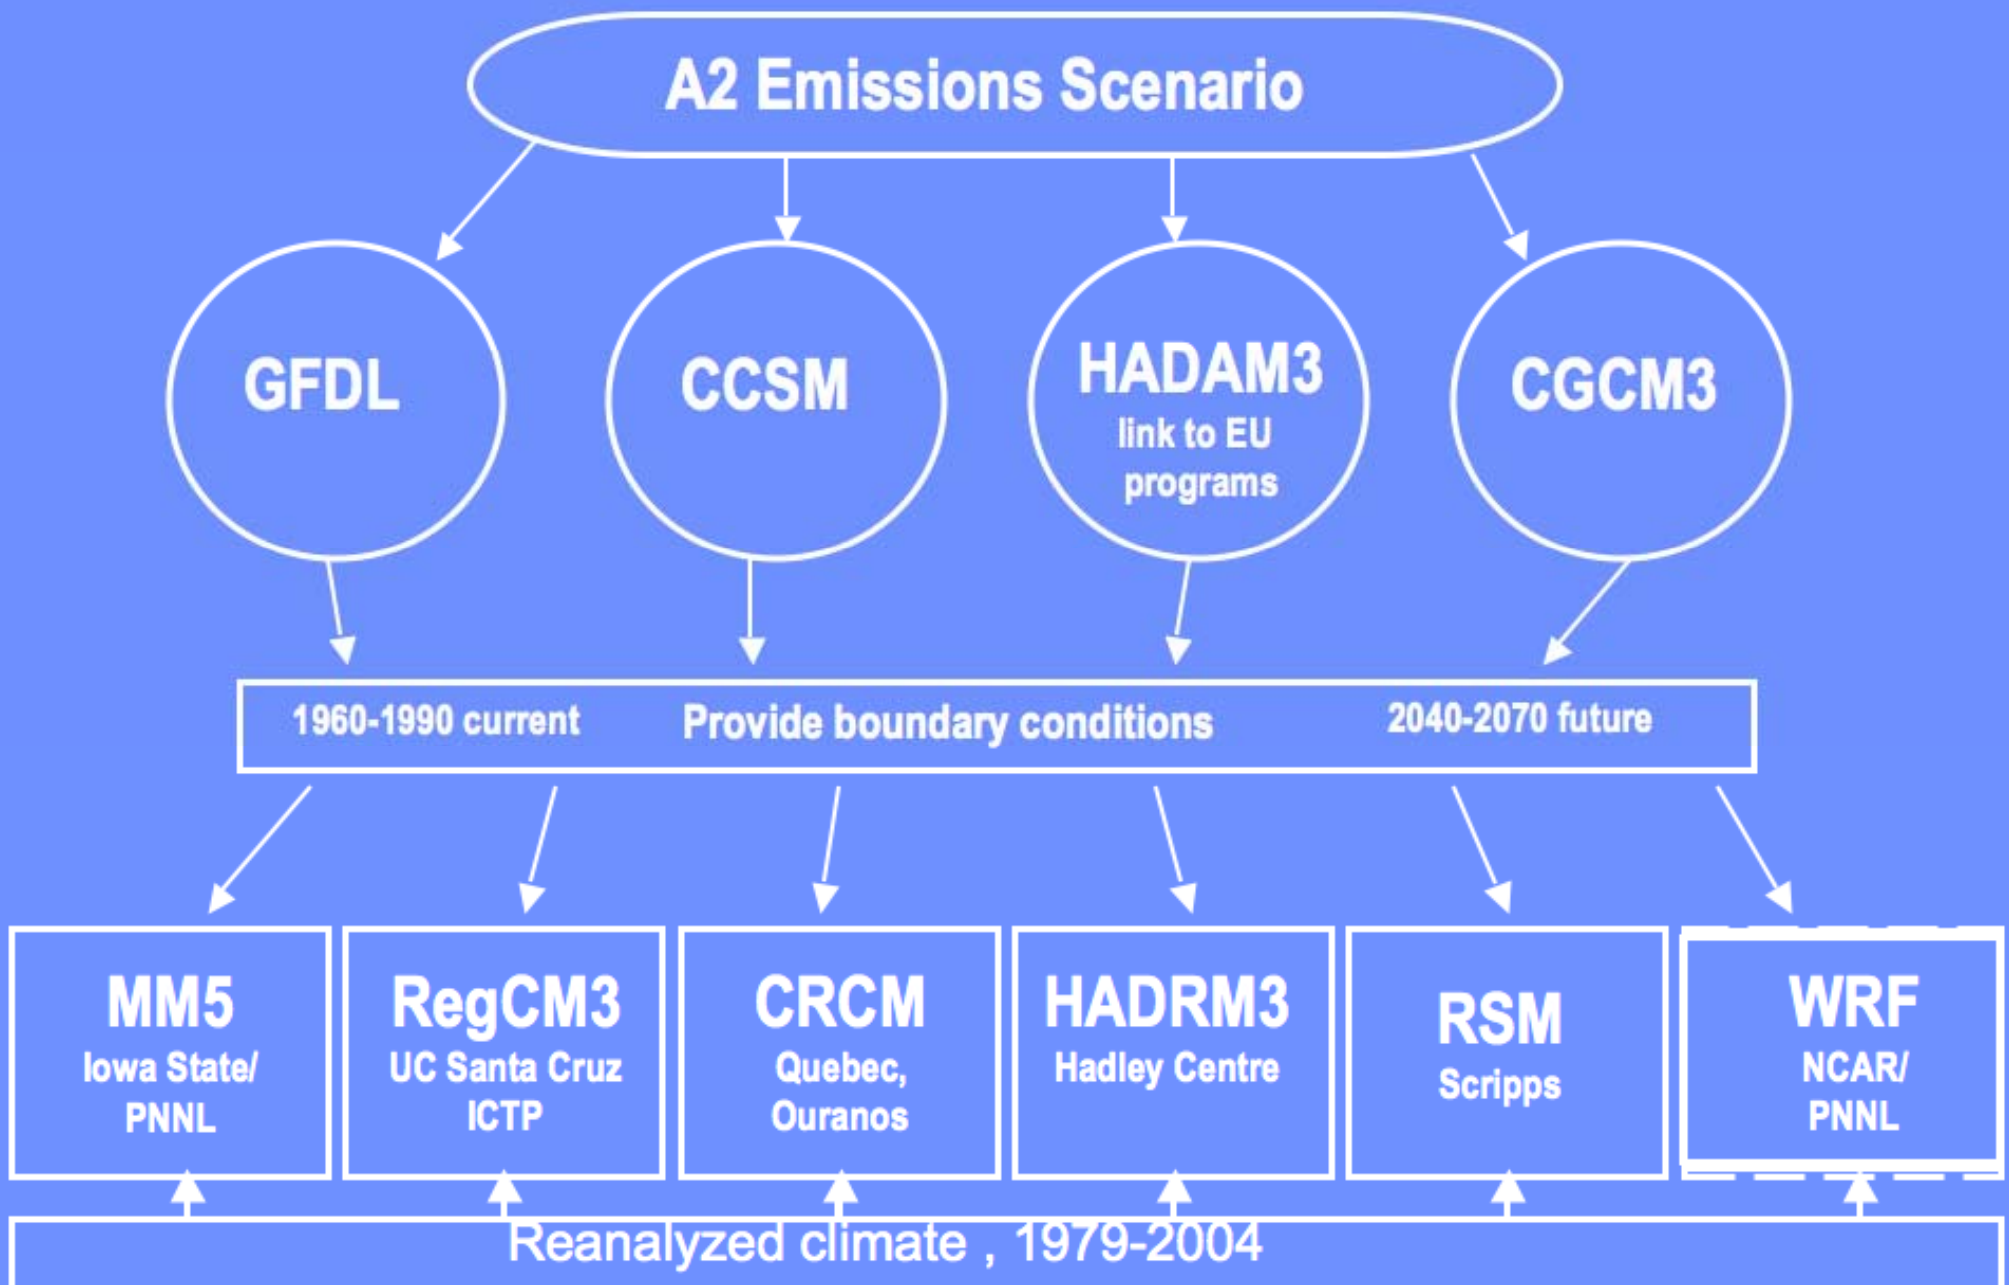 A2 Emissions Scenario
GFDL
CCSM
HADAM3
link to EU
programs
CGCM3
1960-1990 current
Provide boundary conditions
2040-2070 future
MM5
Iowa State/
PNNL
RegCM3
UC Santa Cruz
ICTP
CRCM
Quebec,
Ouranos
HADRM3
Hadley Centre
RSM
Scripps
WRF
NCAR/
PNNL
Reanalyzed climate , 1979-2004